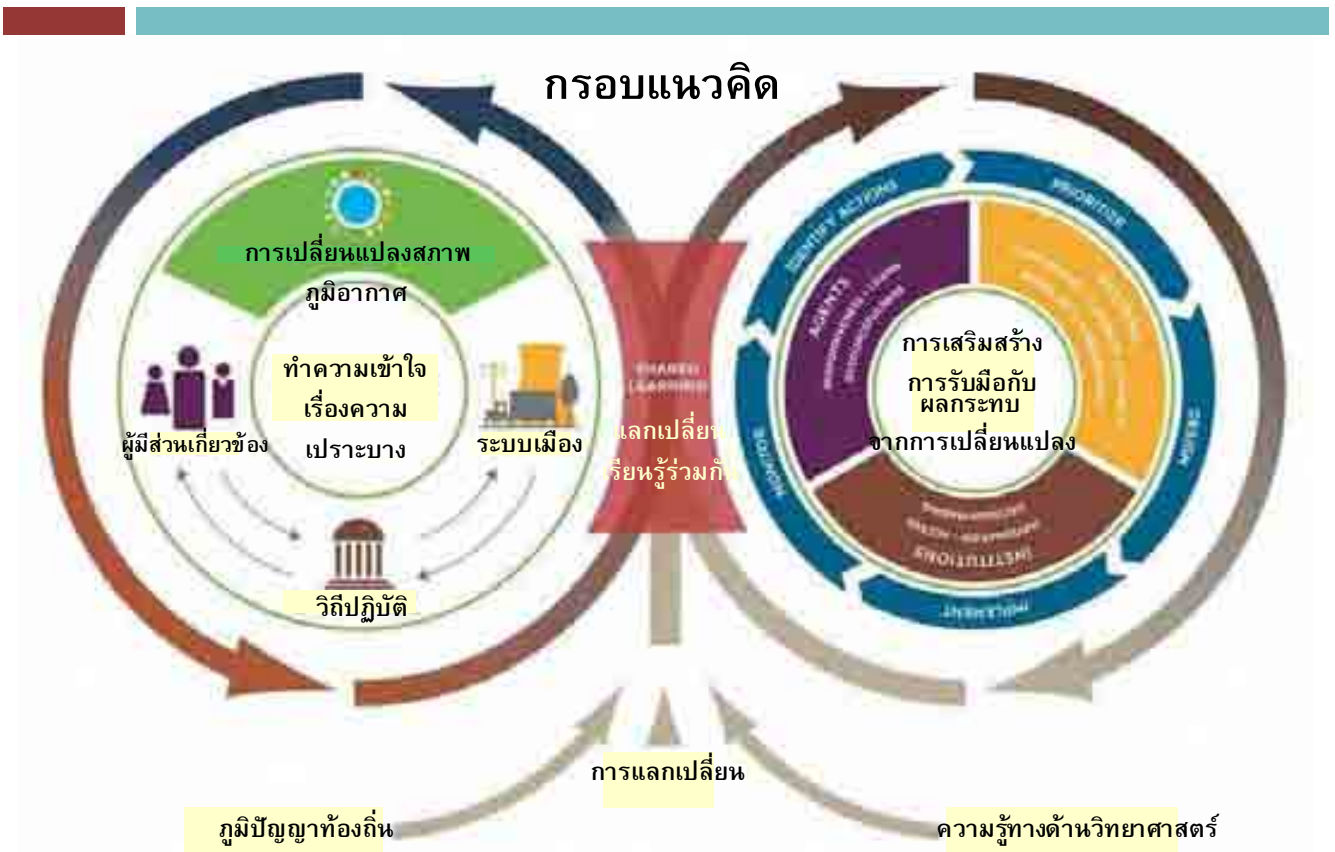 กรอบแนวคิด
การเปลี่ยนแปลงสภาพ
ภูมิอากาศ
ทำความเข้าใจ
เรื่องความ
เปราะบาง
ผู้มีส่วนเกี่ยวข้อง
ระบบเมือง
วิถีปฏิบัติ
SHARED
LEARNING
แลกเปลี่ยน
เรียนรู้ร่วมกัน
IDENTIFY ACTIONS
PRIORITIZE
DESIGN
IMPLEMENT
MONITOR
AGENTS
INSTITUTIONS
การเสริมสร้าง
การรับมือกับ
ผลกระทบ
จากการเปลี่ยนแปลง
การแลกเปลี่ยน
ภูมิปัญญาท้องถิ่น
ความรู้ทางด้านวิทยาศาสตร์